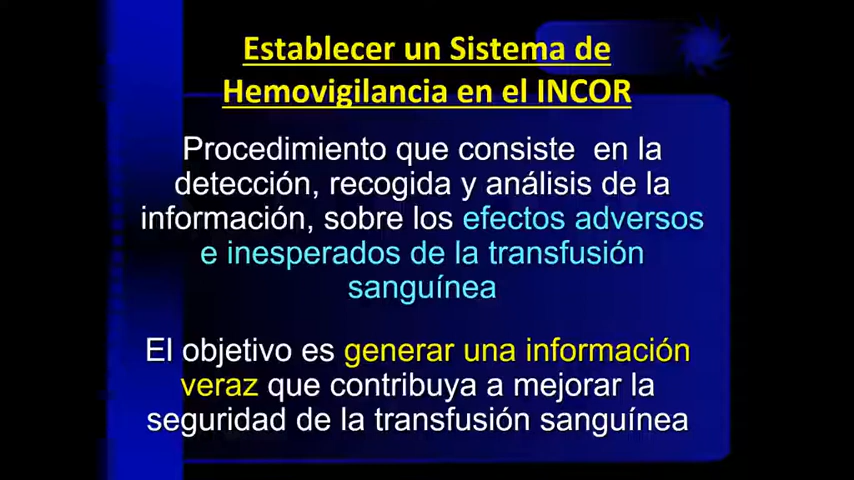 Establecer un Sistema de
Hemovigilancia en el INCOR
Procedimiento que consiste en la
detección, recogida y análisis de la
información, sobre los efectos adversos
e inesperados de la transfusión
sanguínea
El objetivo es generar una información
veraz que contribuya a mejorar la
seguridad de la transfusión sanguínea